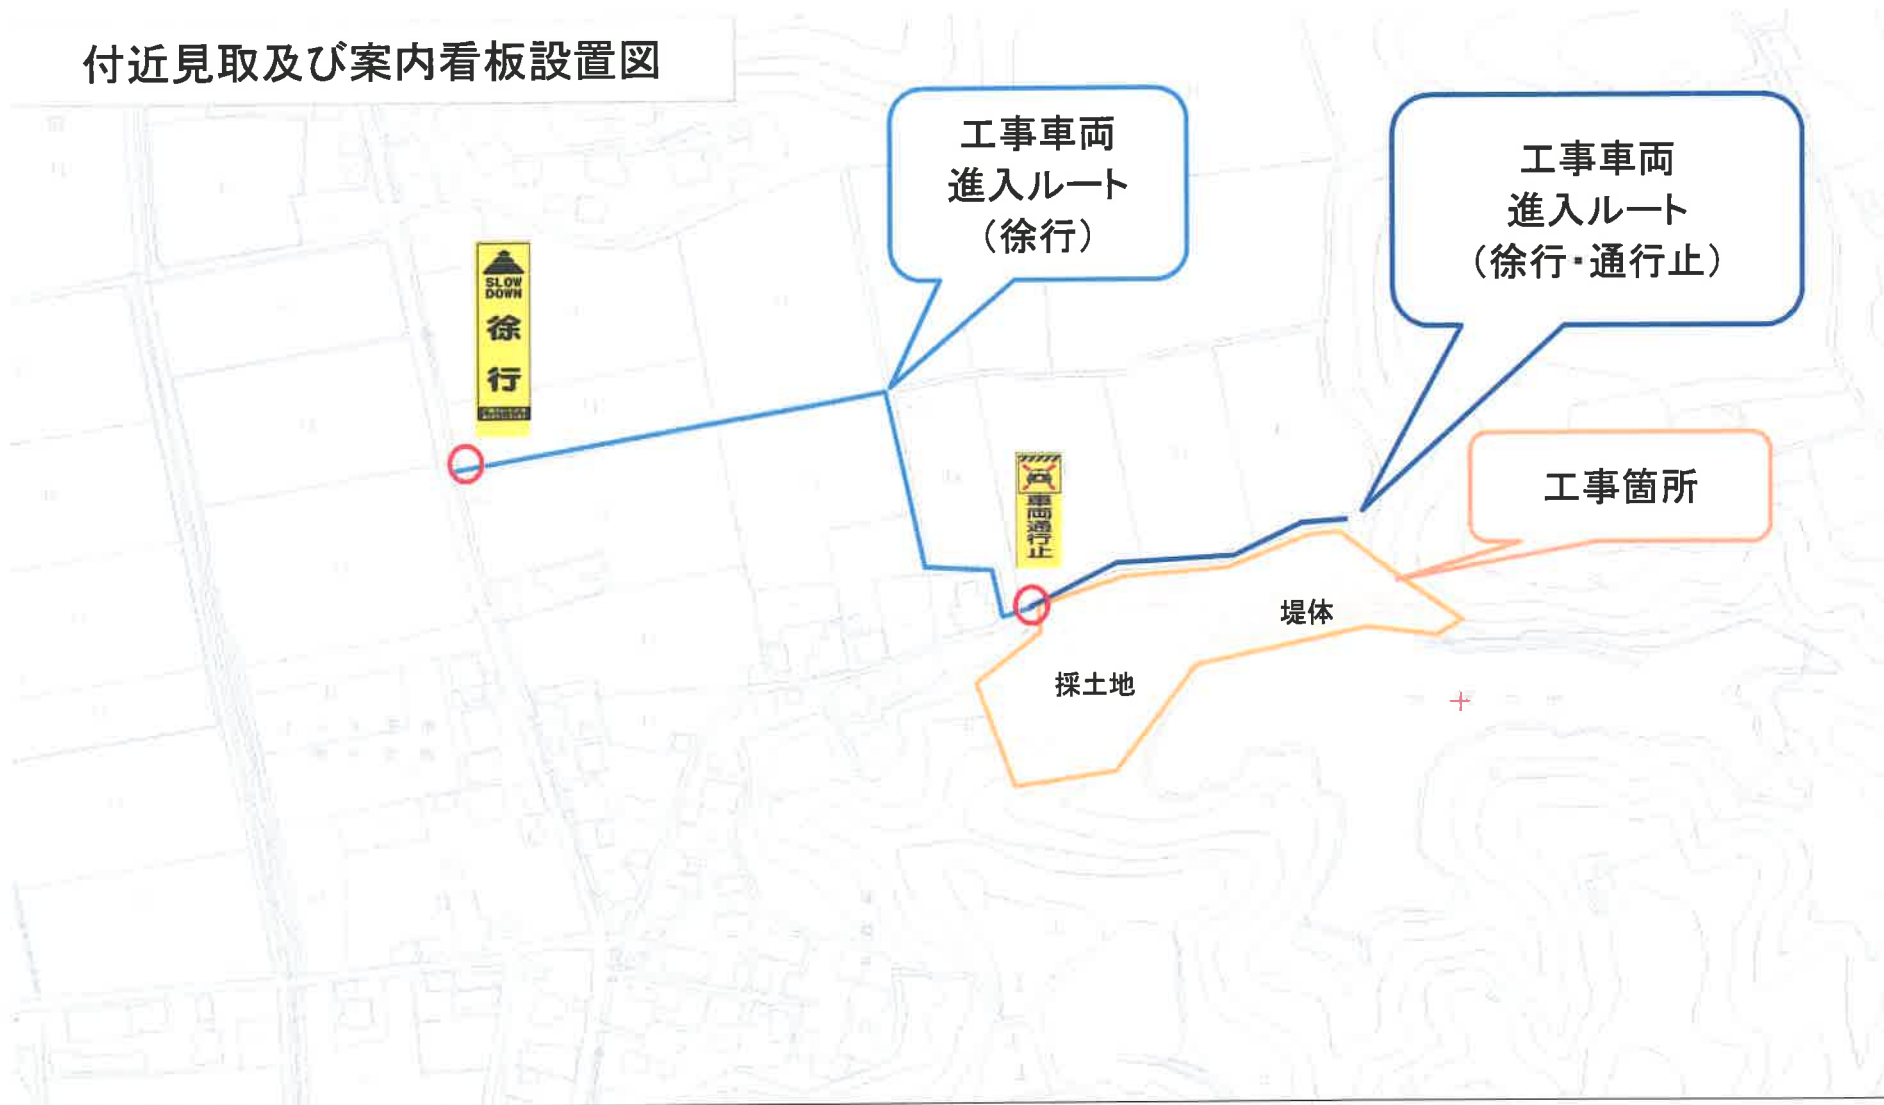 付近見取及び案内看板設置図
工事車両
進入ルート
（徐行）
工事車両
進入ルート
（徐行・通行止）
SLOW
DOWN
徐行
車両通行止
工事箇所
堤体
採土地